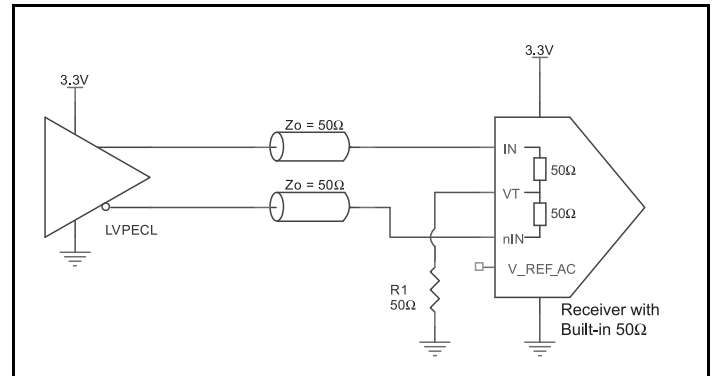 3.3V
3.3V
Zo = 50Ω
IN
50Ω
Zo = 50Ω
VT
50Ω
LVPECL
nIN
V_REF_AC
R1
50Ω
Receiver with
Built-in 50Ω